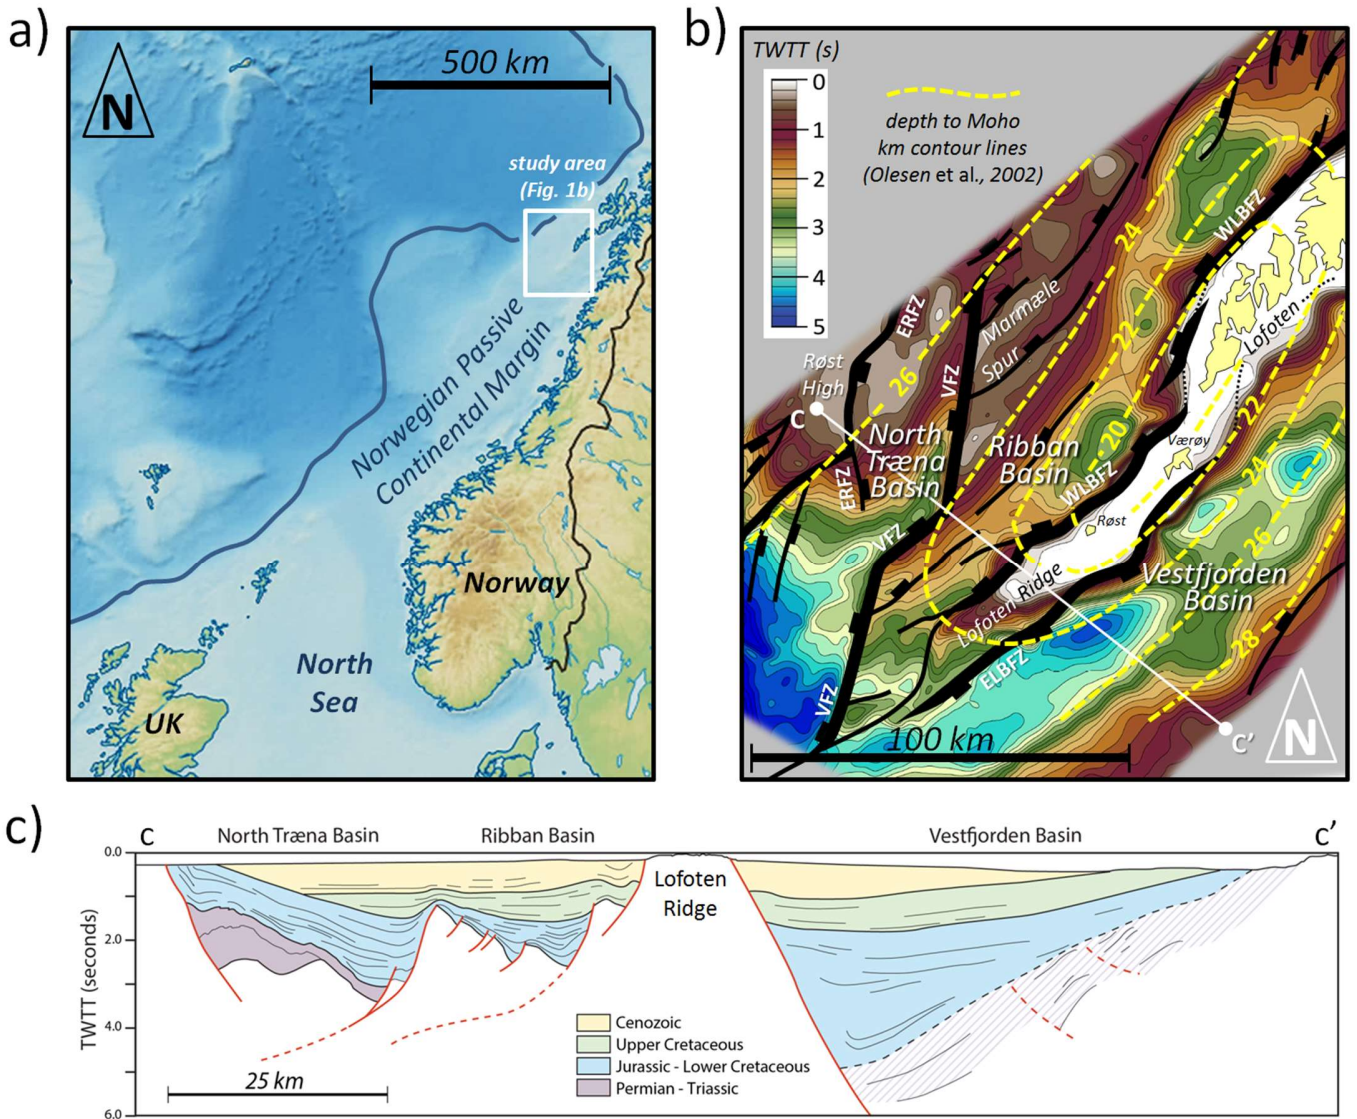 a)
N
500 km
study area
(Fig. 1b)
Norwegian Passive
Continental Margin
Norway
North
Sea
UK
b)
TWTT (s)
0
1
2
3
4
5
depth to Moho
km contour lines
(Olesen et al., 2002)
WLBFZ
24
22
26
20
22
24
26
28
ERFZ
Marmæle
Spur
VFZ
Røst
High
C
North
Træna
Basin
Ribban
Basin
Lofoten
Værøy
ERFZ
WLBFZ
VFZ
Røst
Vestfjorden
Basin
Lofoten Ridge
ELBFZ
VFZ
100 km
C'
N
c)
C
North Træna Basin
Ribban Basin
Vestfjorden Basin
C'
0.0
2.0
4.0
6.0
TWTT (seconds)
Lofoten
Ridge
Cenozoic
Upper Cretaceous
Jurassic - Lower Cretaceous
Permian - Triassic
25 km